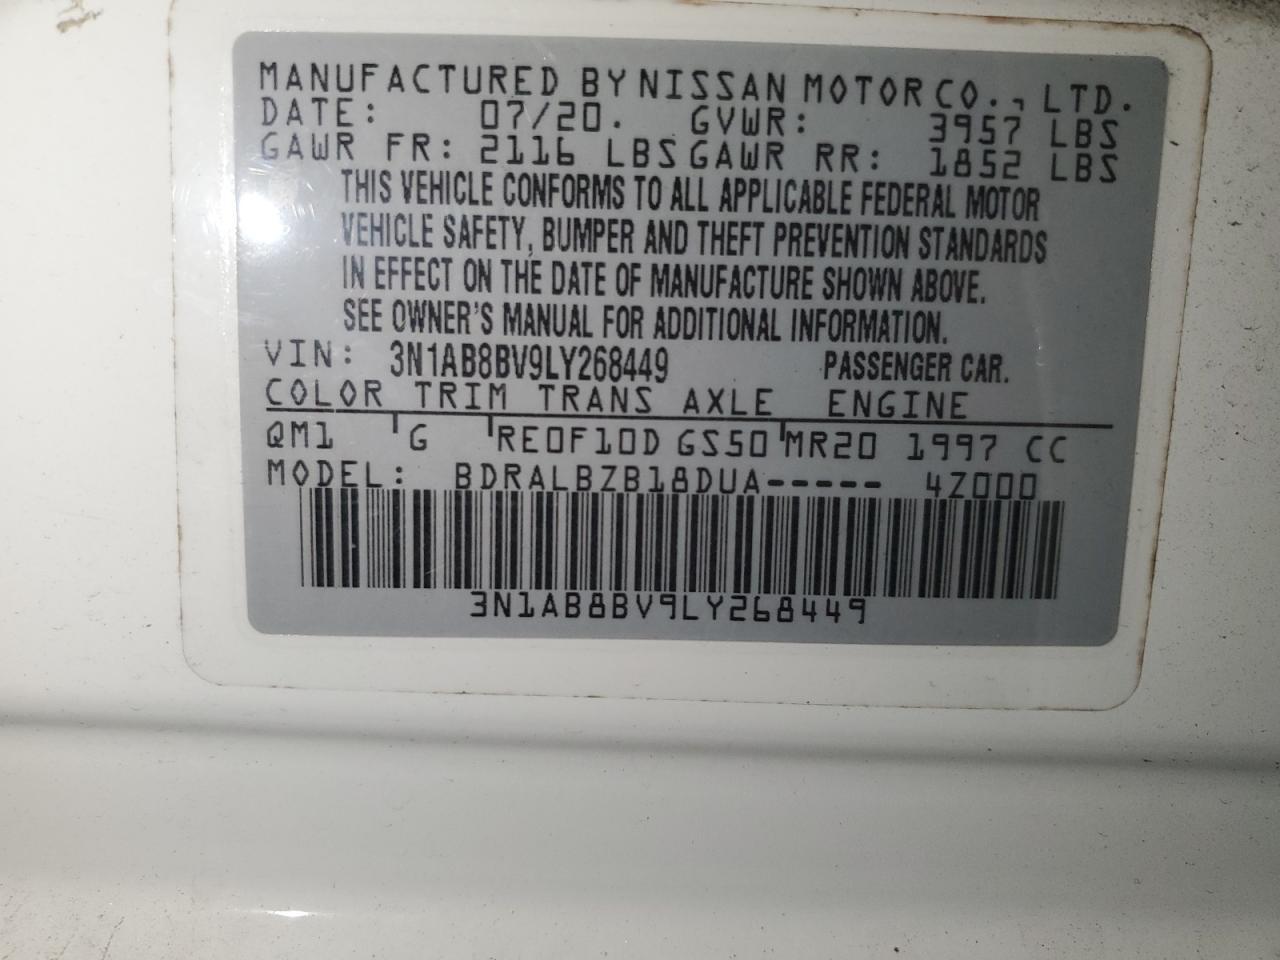 MANUFACTURED BY NISSAN MOTOR CO., LTD.
DATE: 07/20. GVWR: 3957 LBS
GAWR FR: 2116 LBS GAWR RR: 1852 LBS
THIS VEHICLE CONFORMS TO ALL APPLICABLE FEDERAL MOTOR
VEHICLE SAFETY, BUMPER AND THEFT PREVENTION STANDARDS
IN EFFECT ON THE DATE OF MANUFACTURE SHOWN ABOVE.
SEE OWNER'S MANUAL FOR ADDITIONAL INFORMATION.
VIN: 3N1AB8BV9LY268449 PASSENGER CAR.
COLOR TRIM TRANS AXLE ENGINE
QM1 G RE0F10D GS50 MR20 1997 CC
MODEL: BDRALBZB18DUA----- 4Z000
3N1AB8BV9LY268449